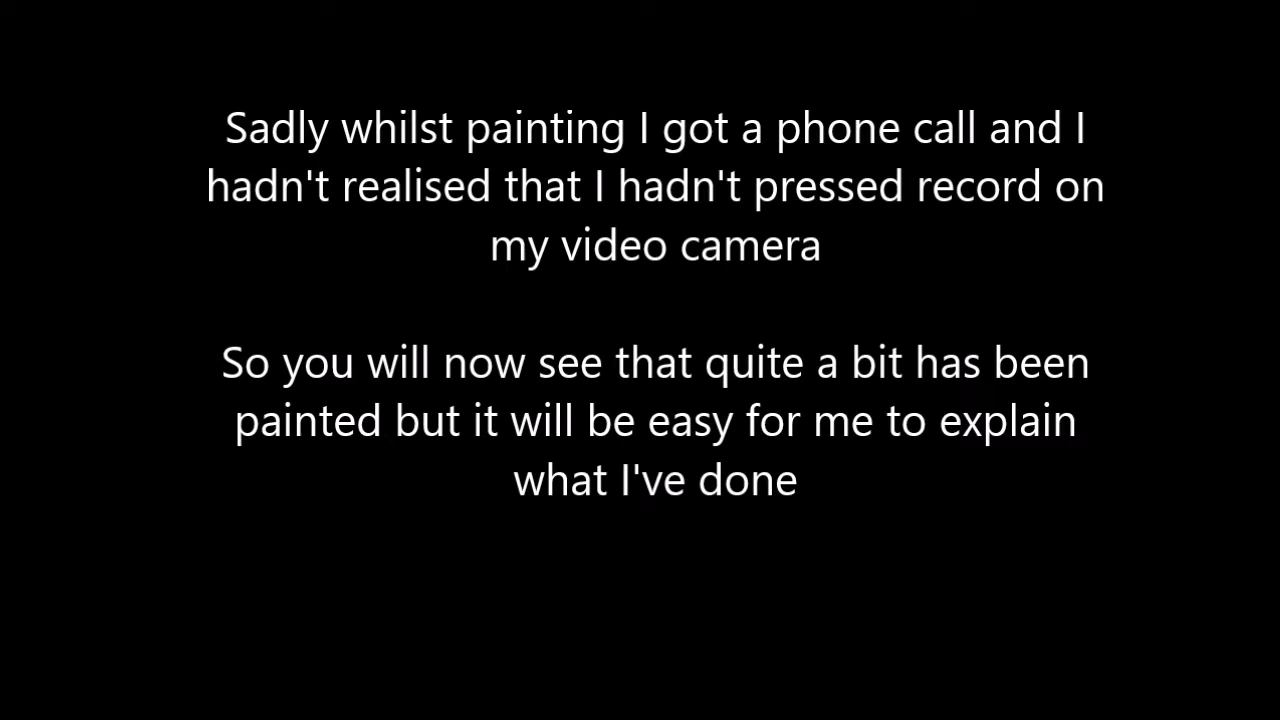 Sadly whilst painting I got a phone call and I
hadn't realised that I hadn't pressed record on
my video camera
So you will now see that quite a bit has been
painted but it will be easy for me to explain
what I've done